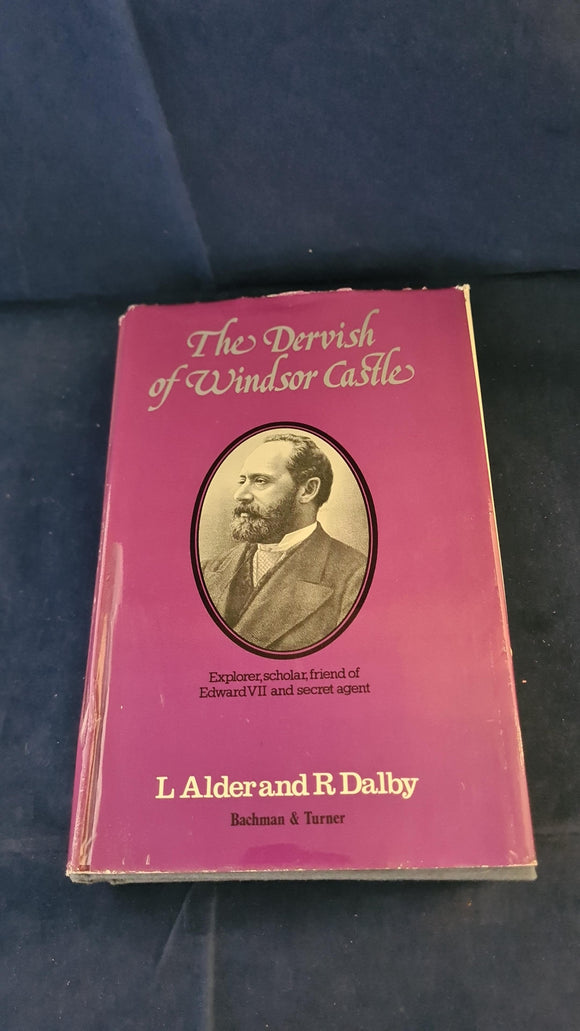 The Dervish
of Windsor Castle
Explorer, scholar, friend of
Edward VII and secret agent
L Alder and R Dalby
Bachman & Turner